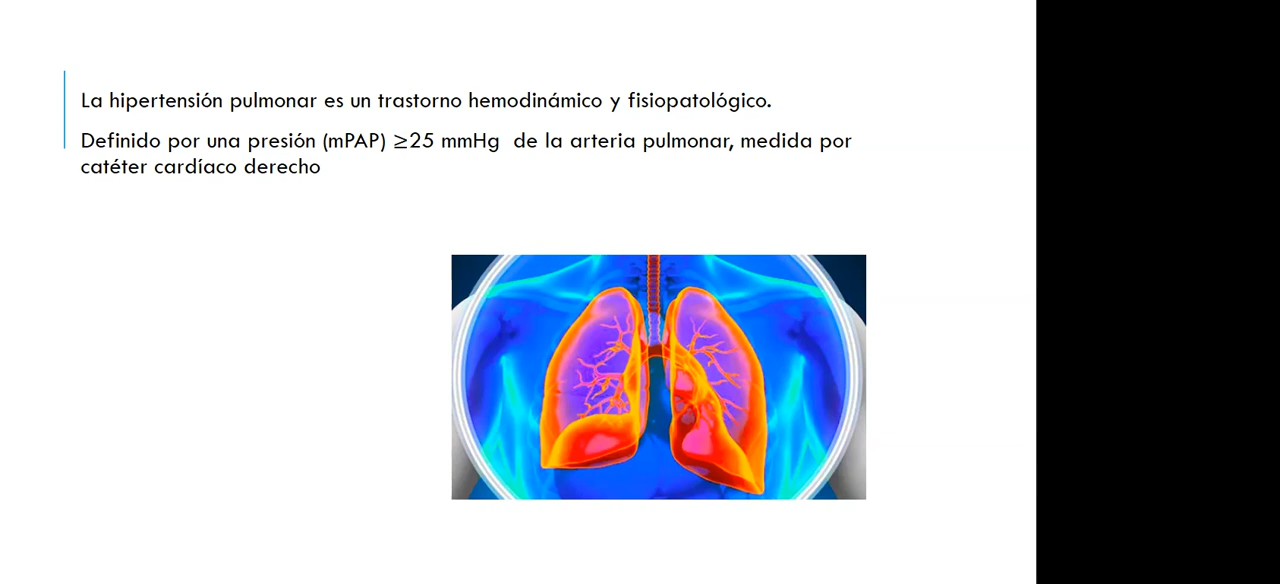 La hipertensión pulmonar es un trastorno hemodinámico y fisiopatológico.
Definido por una presión (mPAP) ≥25 mmHg  de la arteria pulmonar, medida por
catéter cardíaco derecho